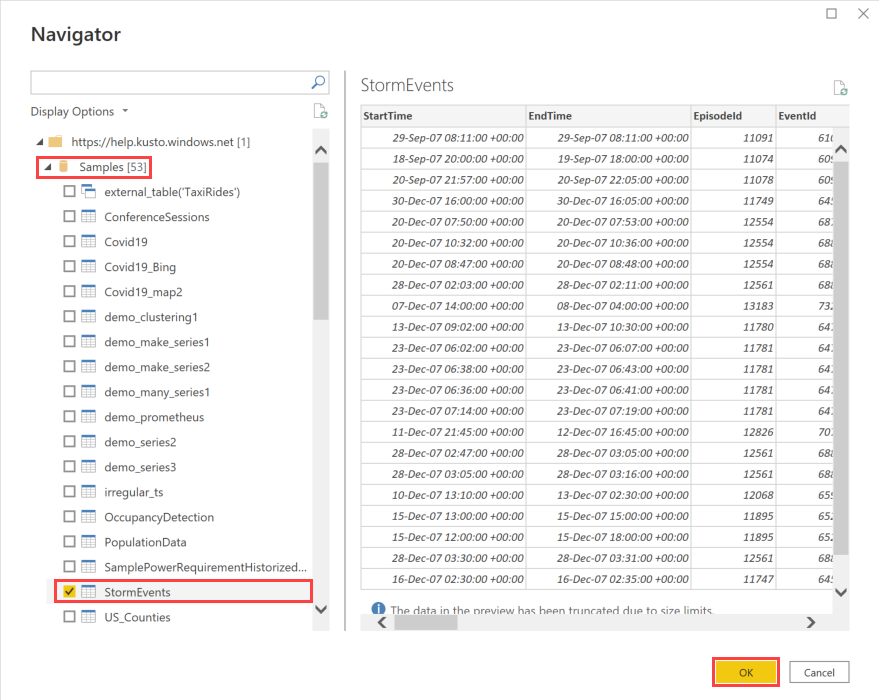 Navigator
Display Options
https://help.kusto.windows.net [1]
Samples [53]
external_table('TaxiRides')
ConferenceSessions
Covid19
Covid19_Bing
Covid19_map2
demo_clustering1
demo_make_series1
demo_make_series2
demo_many_series1
demo_prometheus
demo_series2
demo_series3
irregular_ts
OccupancyDetection
PopulationData
SamplePowerRequirementHistorized...
StormEvents
US_Counties
StormEvents
StartTime EndTime EpisodeId EventId
29-Sep-07 08:11:00 +00:00 29-Sep-07 08:11:00 +00:00 11091
18-Sep-07 20:00:00 +00:00 19-Sep-07 18:00:00 +00:00 11074
20-Sep-07 21:57:00 +00:00 20-Sep-07 22:05:00 +00:00 11078
30-Dec-07 16:00:00 +00:00 30-Dec-07 16:05:00 +00:00 11749
20-Dec-07 07:50:00 +00:00 20-Dec-07 07:53:00 +00:00 12554
20-Dec-07 10:32:00 +00:00 20-Dec-07 10:36:00 +00:00 12554
20-Dec-07 08:47:00 +00:00 20-Dec-07 08:48:00 +00:00 12554
28-Dec-07 02:03:00 +00:00 28-Dec-07 02:11:00 +00:00 12561
07-Dec-07 14:00:00 +00:00 08-Dec-07 04:00:00 +00:00 13183
13-Dec-07 09:02:00 +00:00 13-Dec-07 10:30:00 +00:00 11780
23-Dec-07 06:02:00 +00:00 23-Dec-07 06:07:00 +00:00 11781
23-Dec-07 06:38:00 +00:00 23-Dec-07 06:43:00 +00:00 11781
23-Dec-07 06:36:00 +00:00 23-Dec-07 06:41:00 +00:00 11781
23-Dec-07 07:14:00 +00:00 23-Dec-07 07:19:00 +00:00 11781
11-Dec-07 21:45:00 +00:00 12-Dec-07 16:45:00 +00:00 12826
28-Dec-07 02:47:00 +00:00 28-Dec-07 03:05:00 +00:00 12561
28-Dec-07 03:05:00 +00:00 28-Dec-07 03:16:00 +00:00 12561
10-Dec-07 13:10:00 +00:00 13-Dec-07 02:30:00 +00:00 12068
15-Dec-07 13:00:00 +00:00 15-Dec-07 15:00:00 +00:00 11895
15-Dec-07 12:00:00 +00:00 15-Dec-07 18:00:00 +00:00 11895
28-Dec-07 03:30:00 +00:00 28-Dec-07 03:31:00 +00:00 12561
16-Dec-07 02:30:00 +00:00 16-Dec-07 02:35:00 +00:00 11747
The data in the preview has been truncated due to size limits.
OK Cancel